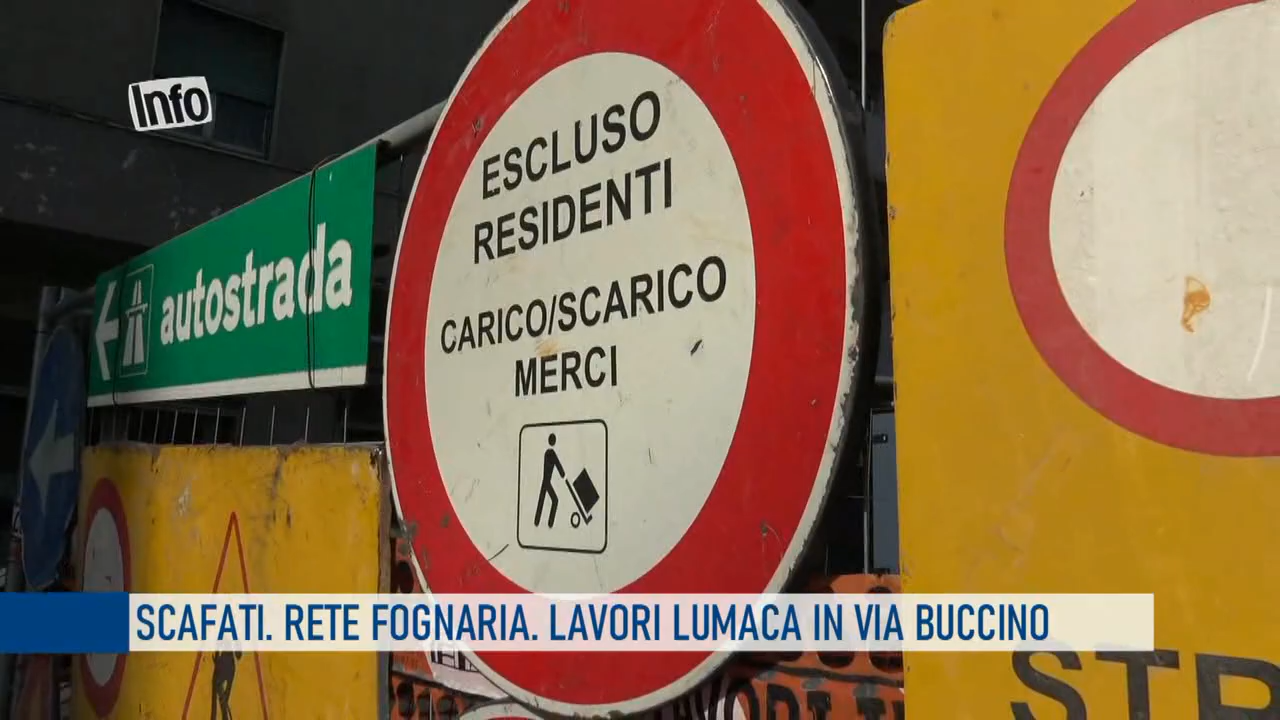 Info
ESCLUSO
RESIDENTI
CARICO/SCARICO
MERCI
autostrada
SCAFATI. RETE FOGNARIA. LAVORI LUMACA IN VIA BUCCINO